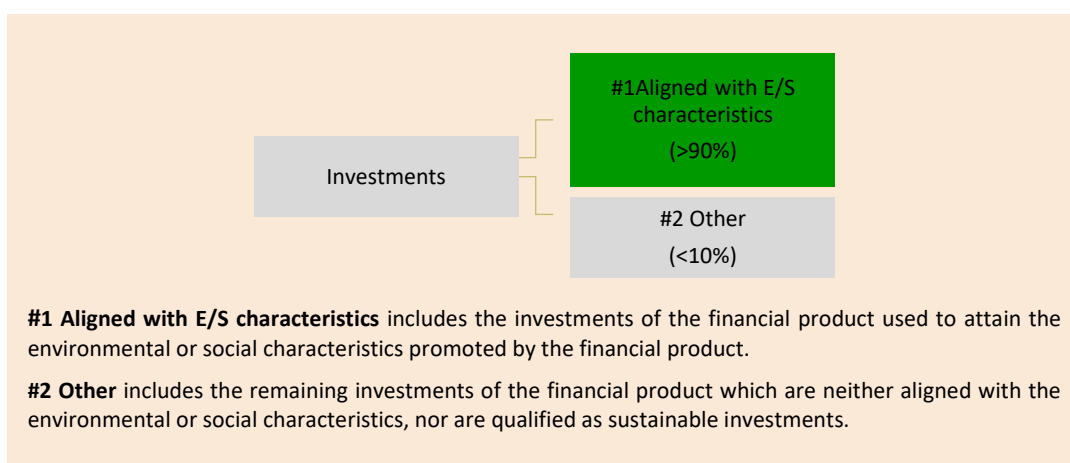 #1Aligned with E/S
characteristics
(>90%)
Investments
#2 Other
(<10%)
#1 Aligned with E/S characteristics includes the investments of the financial product used to attain the
environmental or social characteristics promoted by the financial product.
#2 Other includes the remaining investments of the financial product which are neither aligned with the
environmental or social characteristics, nor are qualified as sustainable investments.